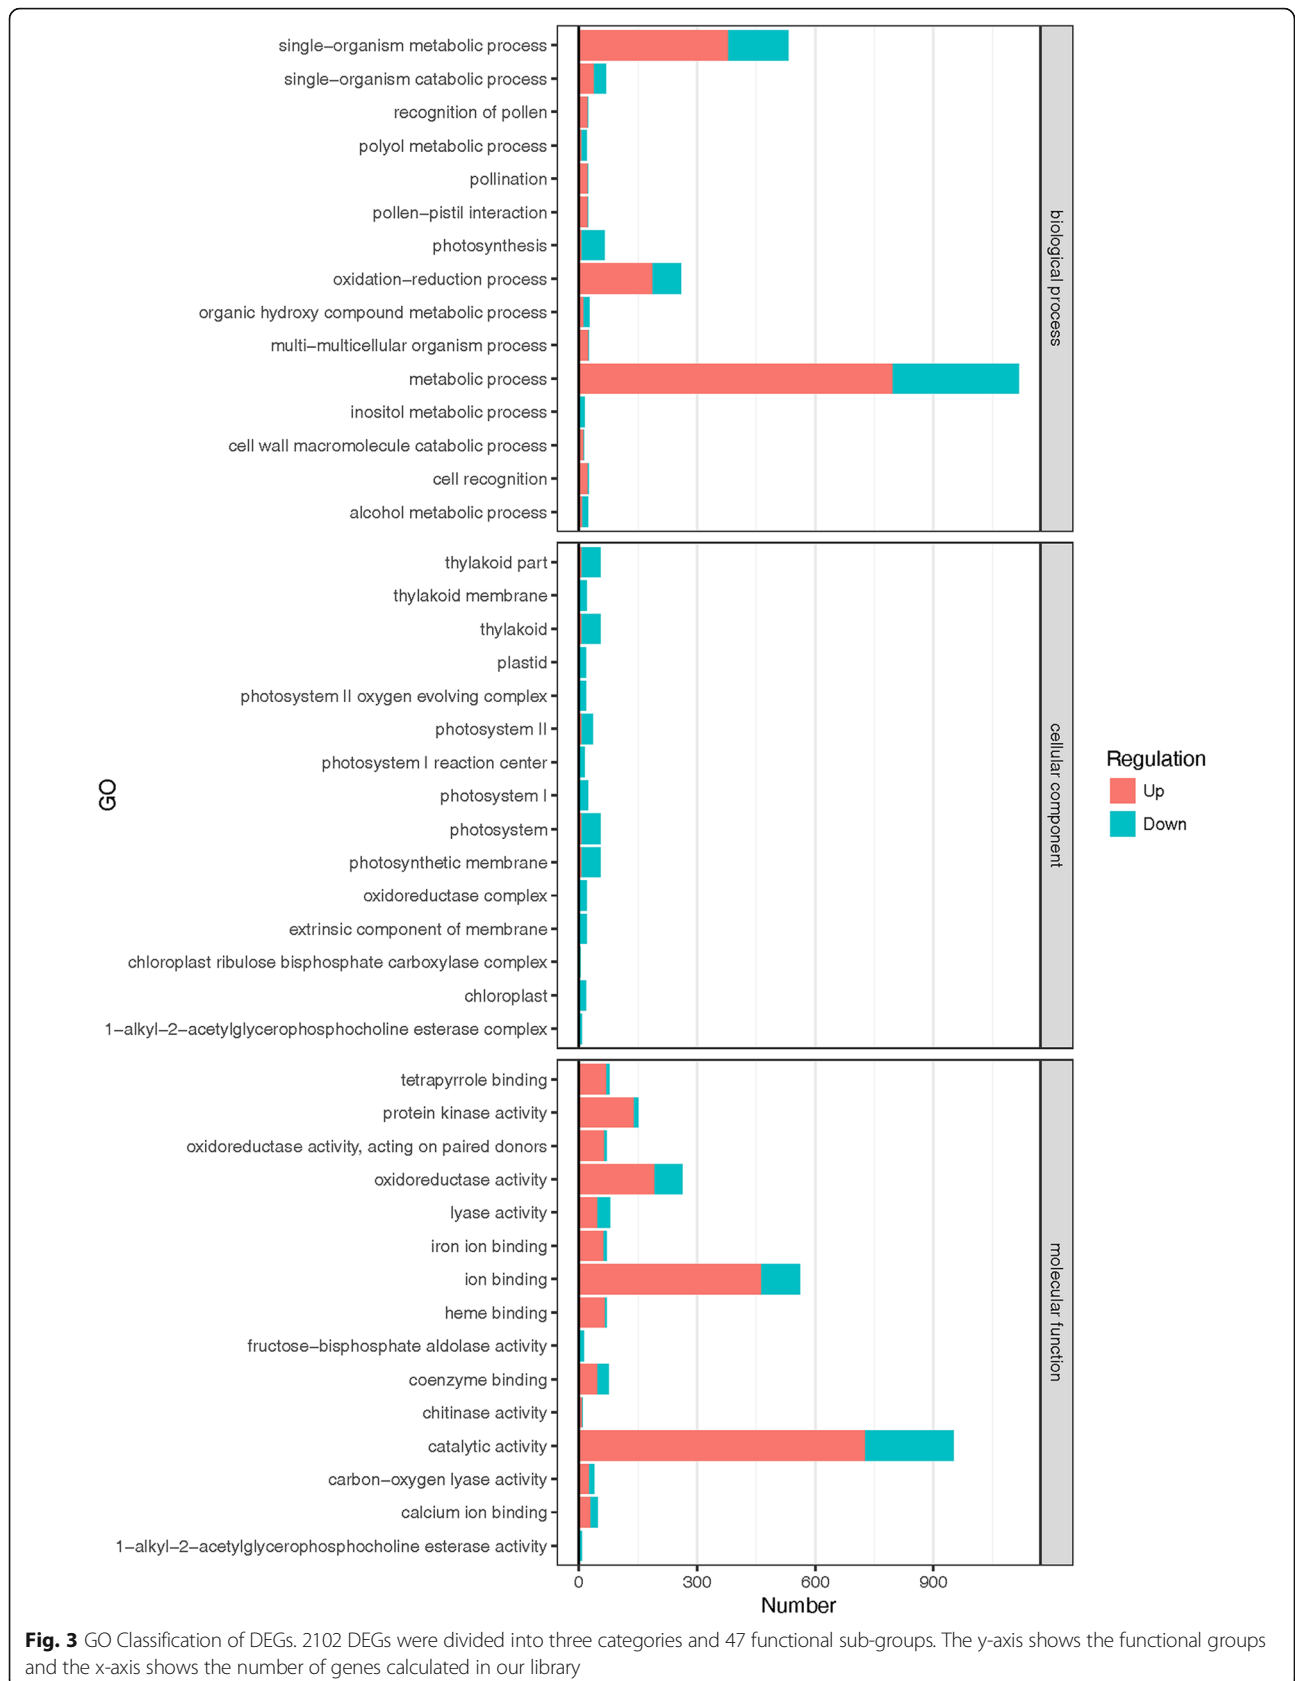 single−organism metabolic process
single−organism catabolic process
recognition of pollen
polyol metabolic process
pollination
pollen−pistil interaction
photosynthesis
oxidation−reduction process
organic hydroxy compound metabolic process
multi−multicellular organism process
metabolic process
inositol metabolic process
cell wall macromolecule catabolic process
cell recognition
alcohol metabolic process
biological process
thylakoid part
thylakoid membrane
thylakoid
plastid
photosystem II oxygen evolving complex
photosystem II
photosystem I reaction center
photosystem I
photosystem
photosynthetic membrane
oxidoreductase complex
extrinsic component of membrane
chloroplast ribulose bisphosphate carboxylase complex
chloroplast
1−alkyl−2−acetylglycerophosphocholine esterase complex
cellular component
tetrapyrrole binding
protein kinase activity
oxidoreductase activity, acting on paired donors
oxidoreductase activity
lyase activity
iron ion binding
ion binding
heme binding
fructose−bisphosphate aldolase activity
coenzyme binding
chitinase activity
catalytic activity
carbon−oxygen lyase activity
calcium ion binding
1−alkyl−2−acetylglycerophosphocholine esterase activity
molecular function
GO
0 300 600 900
Number
Regulation
Up
Down
Fig. 3 GO Classification of DEGs. 2102 DEGs were divided into three categories and 47 functional sub-groups. The y-axis shows the functional groups
and the x-axis shows the number of genes calculated in our library